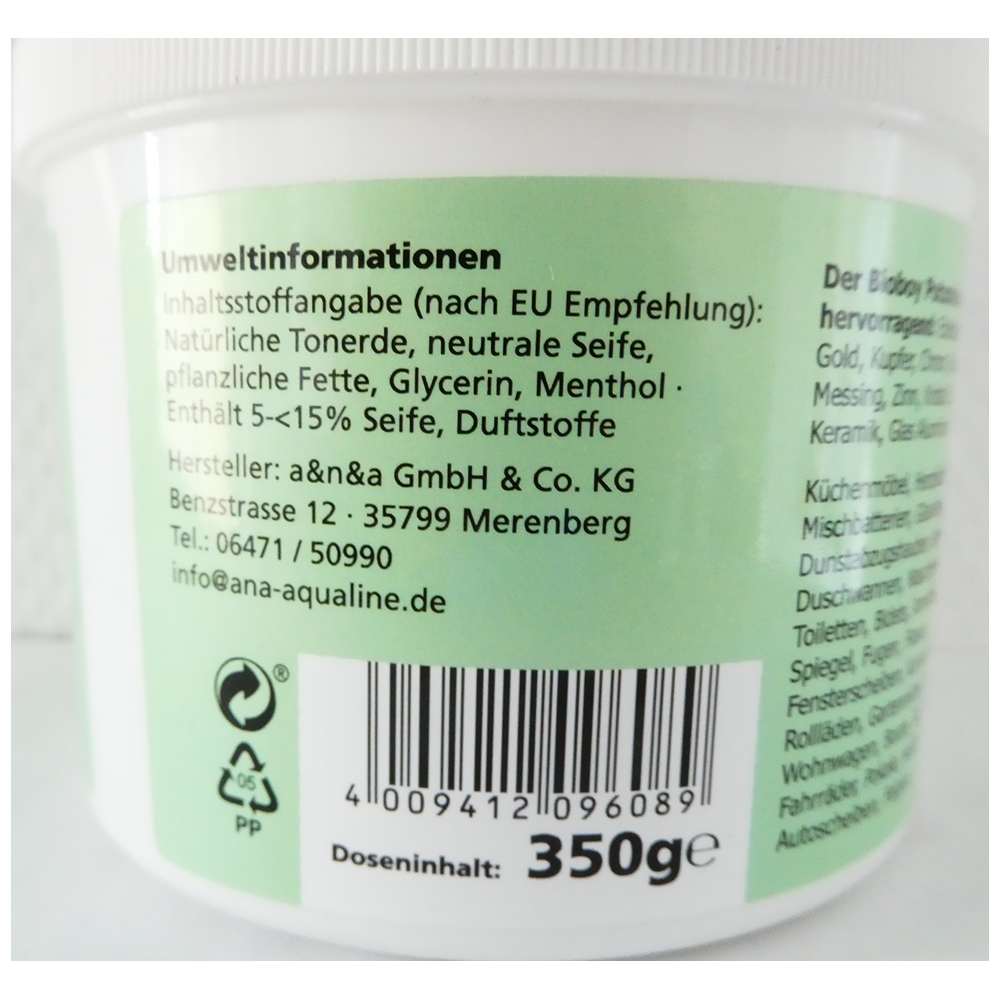 Umweltinformationen
Inhaltsstoffangabe (nach EU Empfehlung):
Natürliche Tonerde, neutrale Seife,
pflanzliche Fette, Glycerin, Menthol ·
Enthält 5-<15% Seife, Duftstoffe
Hersteller: a&n&a GmbH & Co. KG
Benzstrasse 12 · 35799 Merenberg
Tel.: 06471 / 50990
info@ana-aqualine.de
®
05
PP
4 009412 096089
Doseninhalt: 350g℮
Der Bioboy
hervorragend
Gold, Kupfer,
Messing, Zinn,
Keramik, Glas
Küchenmöbel,
Mischbatterien,
Dunstabzugshaube
Duschwannen,
Toiletten, Bidets,
Spiegel, Fugen,
Fensterscheiben,
Rollläden,
Wohnwagen,
Fahrräder,
Autoscheiben,